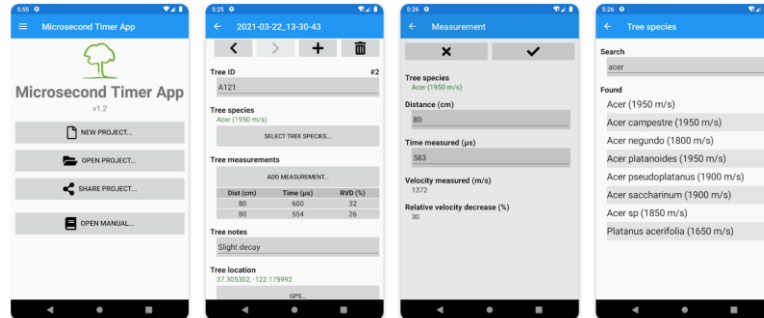 5:55
Microsecond Timer App
Microsecond Timer App
v1.2
NEW PROJECT...
OPEN PROJECT...
SHARE PROJECT...
OPEN MANUAL...
5:25
2021-03-22_13-30-43
Tree ID #2
A121
Tree species
Acer (1950 m/s)
SELECT TREE SPECIES...
Tree measurements
ADD MEASUREMENT...
Dist (cm) Time (µs) RVD (%)
80 600 32
80 554 26
Tree notes
Slight decay
Tree location
37.305302, -122.175992
GPS...
5:26
Measurement
Tree species
Acer (1950 m/s)
Distance (cm)
80
Time measured (µs)
583
Velocity measured (m/s)
1372
Relative velocity decrease (%)
30
5:26
Tree species
Search
acer
Found
Acer (1950 m/s)
Acer campestre (1950 m/s)
Acer negundo (1800 m/s)
Acer platanoides (1950 m/s)
Acer pseudoplatanus (1900 m/s)
Acer saccharinum (1900 m/s)
Acer sp (1850 m/s)
Platanus acerifolia (1650 m/s)